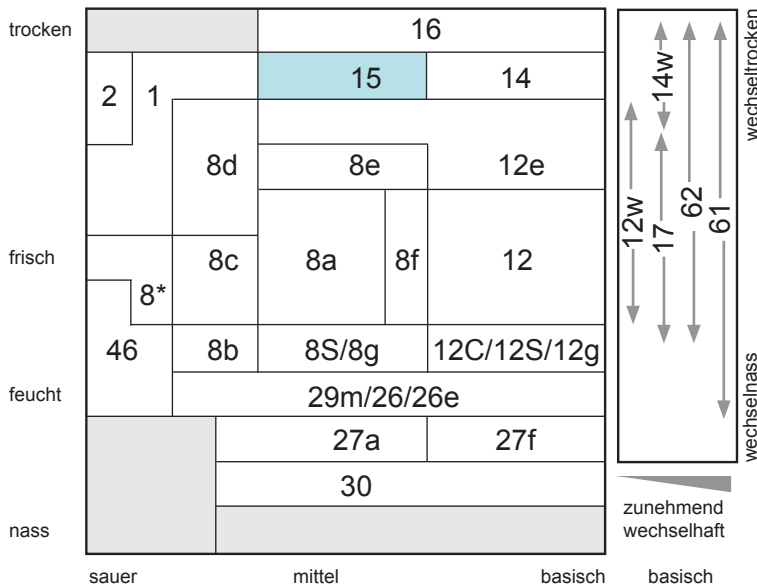 trocken
16
2
1
15
14
8d
8e
12e
frisch
8c
8a
8f
12
8*
46
8b
8S/8g
12C/12S/12g
feucht
29m/26/26e
27a
27f
30
nass
sauer
mittel
basisch
14w
12w
17
62
61
wechseltrocken
wechselnass
zunehmend
wechselhaft
basisch